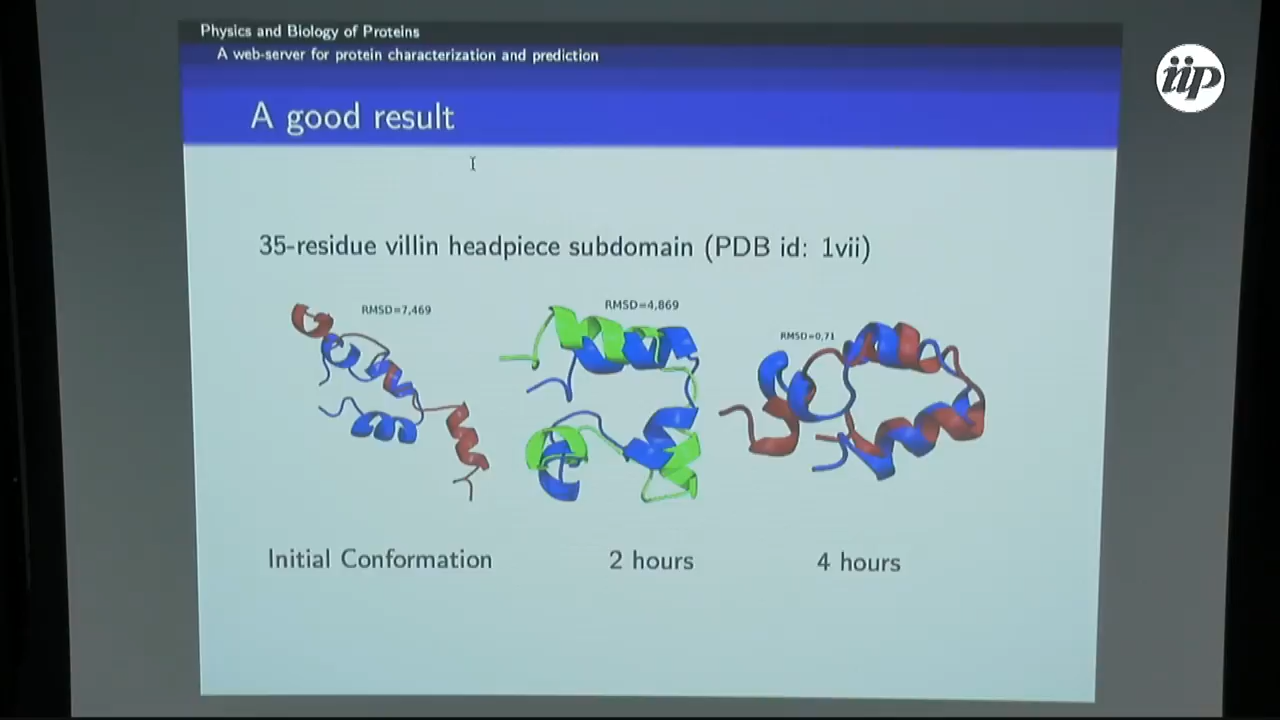 Physics and Biology of Proteins
A web-server for protein characterization and prediction
iip
A good result
35-residue villin headpiece subdomain (PDB id: 1vii)
RMSD=7,469
RMSD=4,869
RMSD=0,71
Initial Conformation
2 hours
4 hours